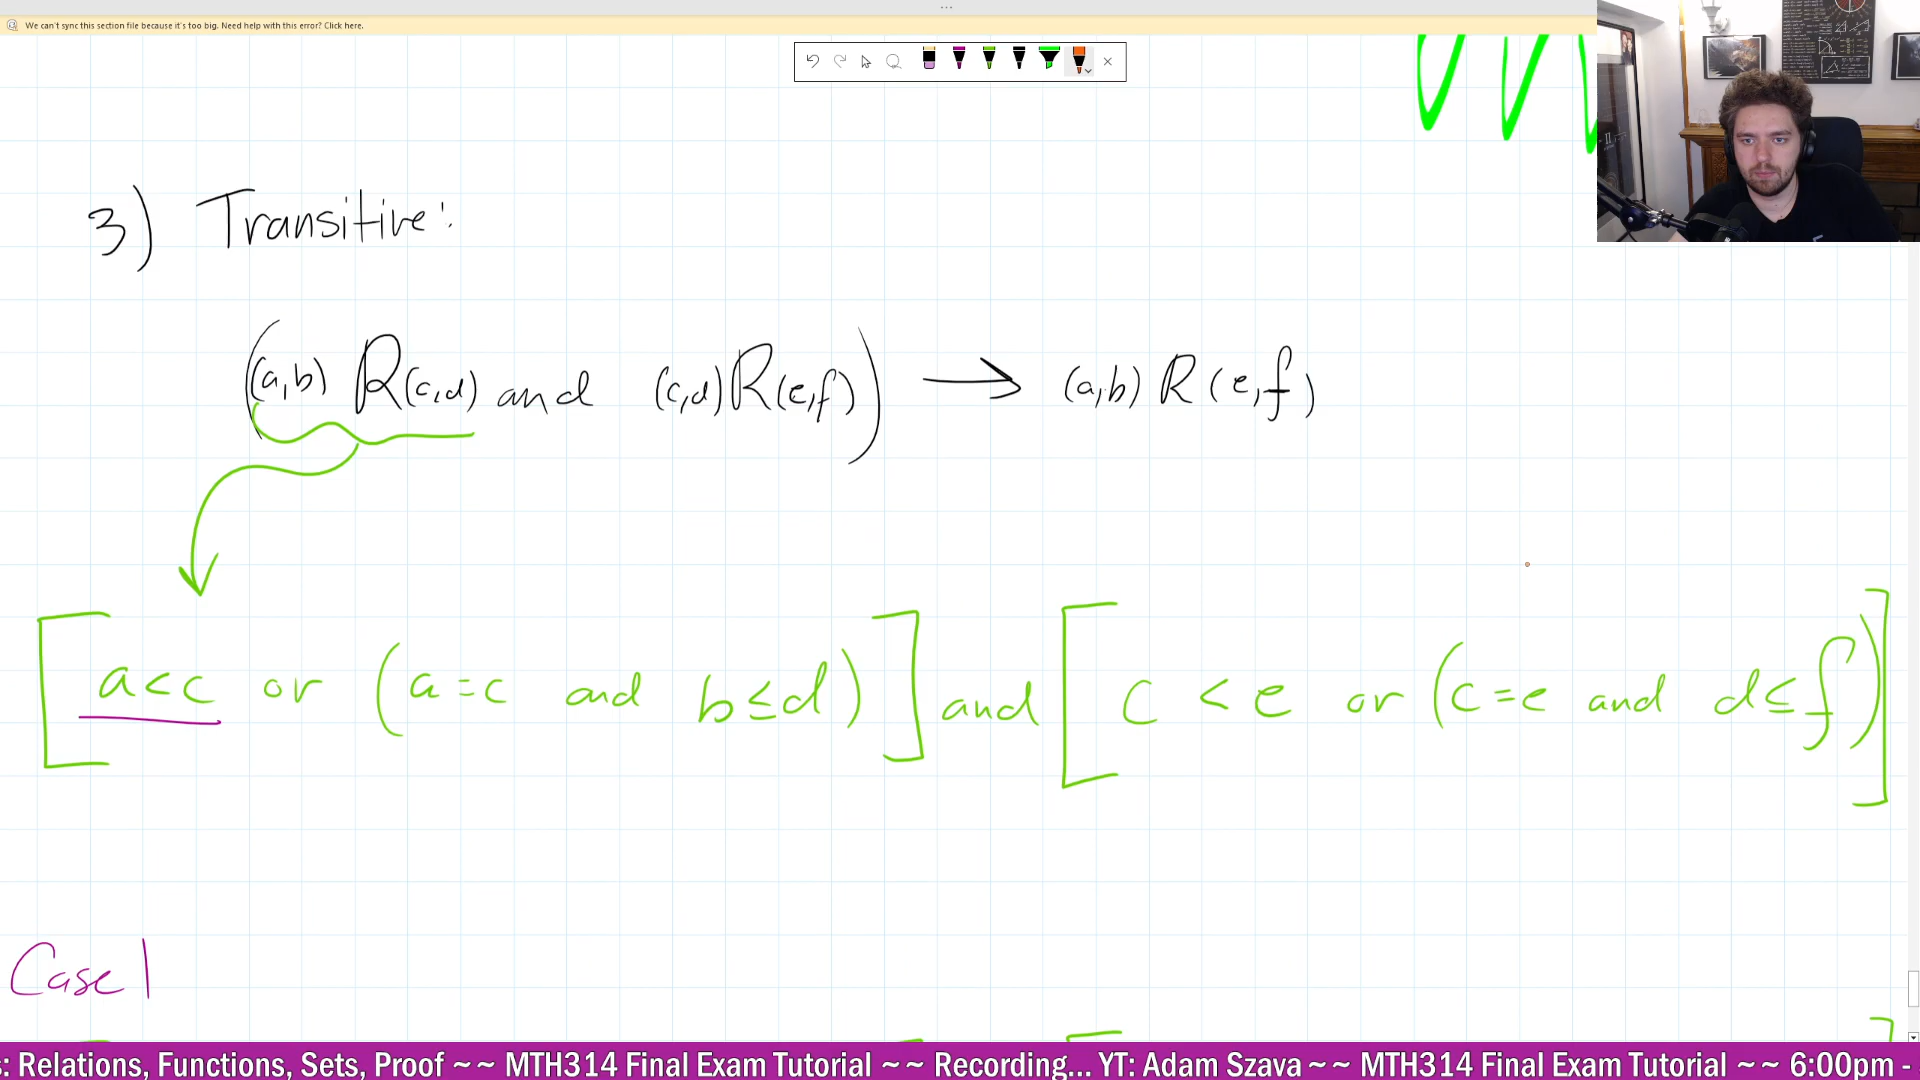 We can't sync this section file because it's too big. Need help with this error? Click here.
3) Transitive:
((a,b) R (c,d) and (c,d) R (e,f)) → (a,b) R (e,f)
[a<c or (a=c and b≤d)] and [c<e or (c=e and d≤f)]
Case 1
s: Relations, Functions, Sets, Proof ~~ MTH314 Final Exam Tutorial ~~ Recording... YT: Adam Szava ~~ MTH314 Final Exam Tutorial ~~ 6:00pm -